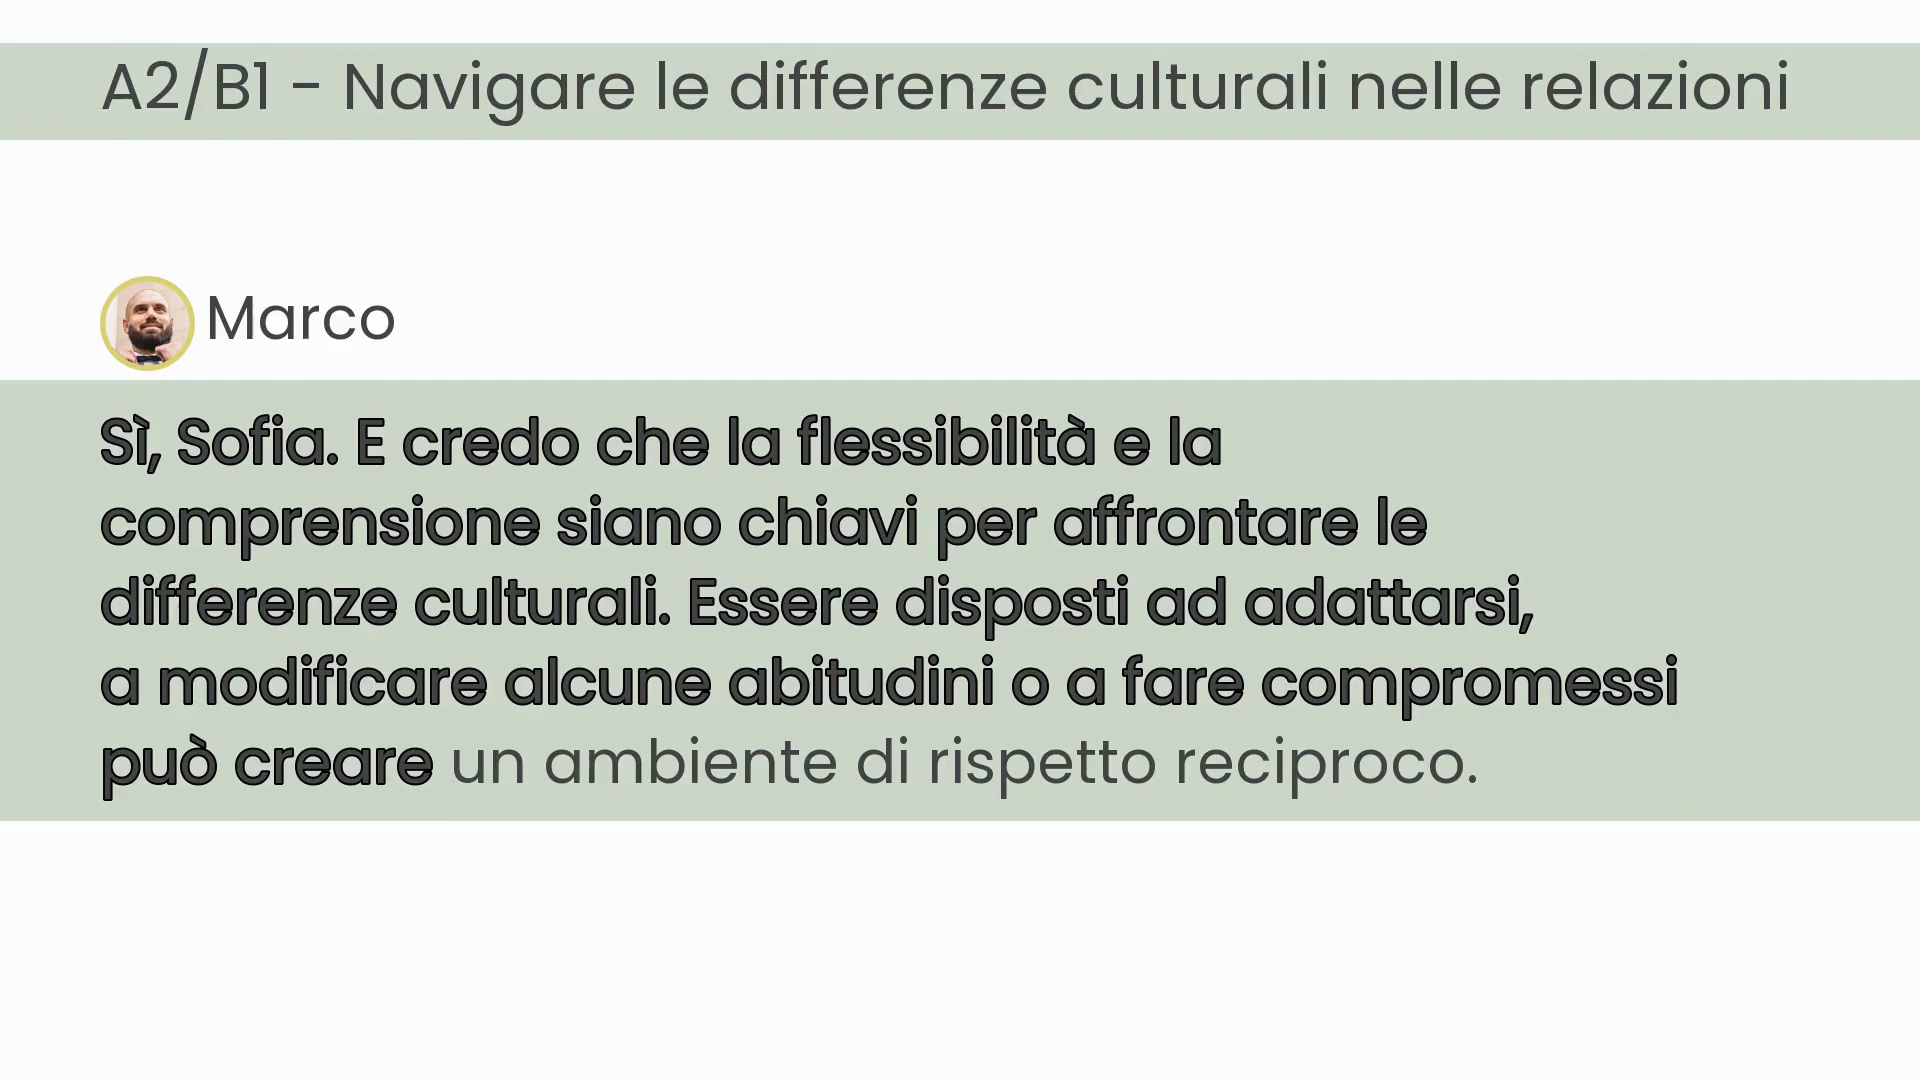 A2/B1 - Navigare le differenze culturali nelle relazioni
Marco
Sì, Sofia. E credo che la flessibilità e la
comprensione siano chiavi per affrontare le
differenze culturali. Essere disposti ad adattarsi,
a modificare alcune abitudini o a fare compromessi
può creare un ambiente di rispetto reciproco.